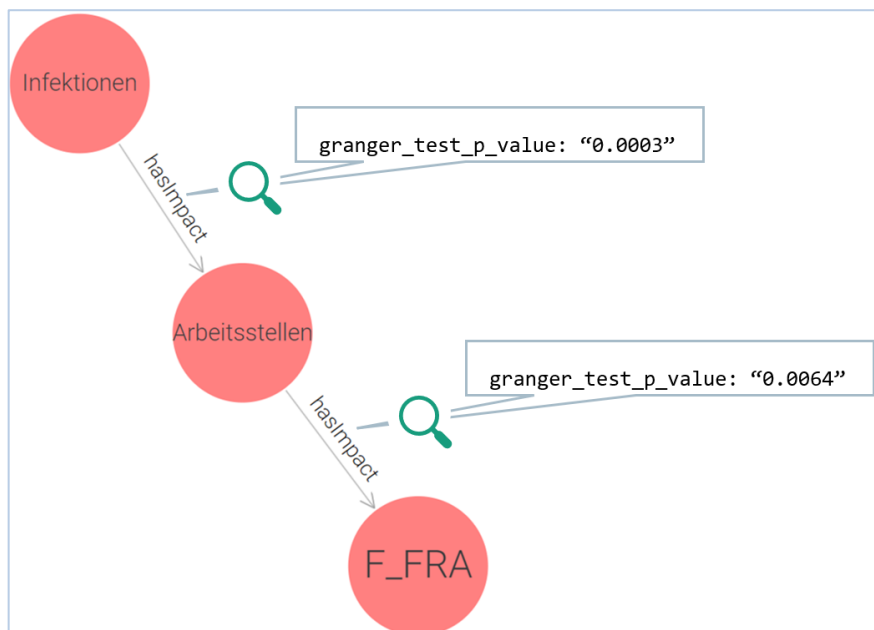 Infektionen
granger_test_p_value: “0.0003”
hasImpact
Arbeitsstellen
granger_test_p_value: “0.0064”
hasImpact
F_FRA